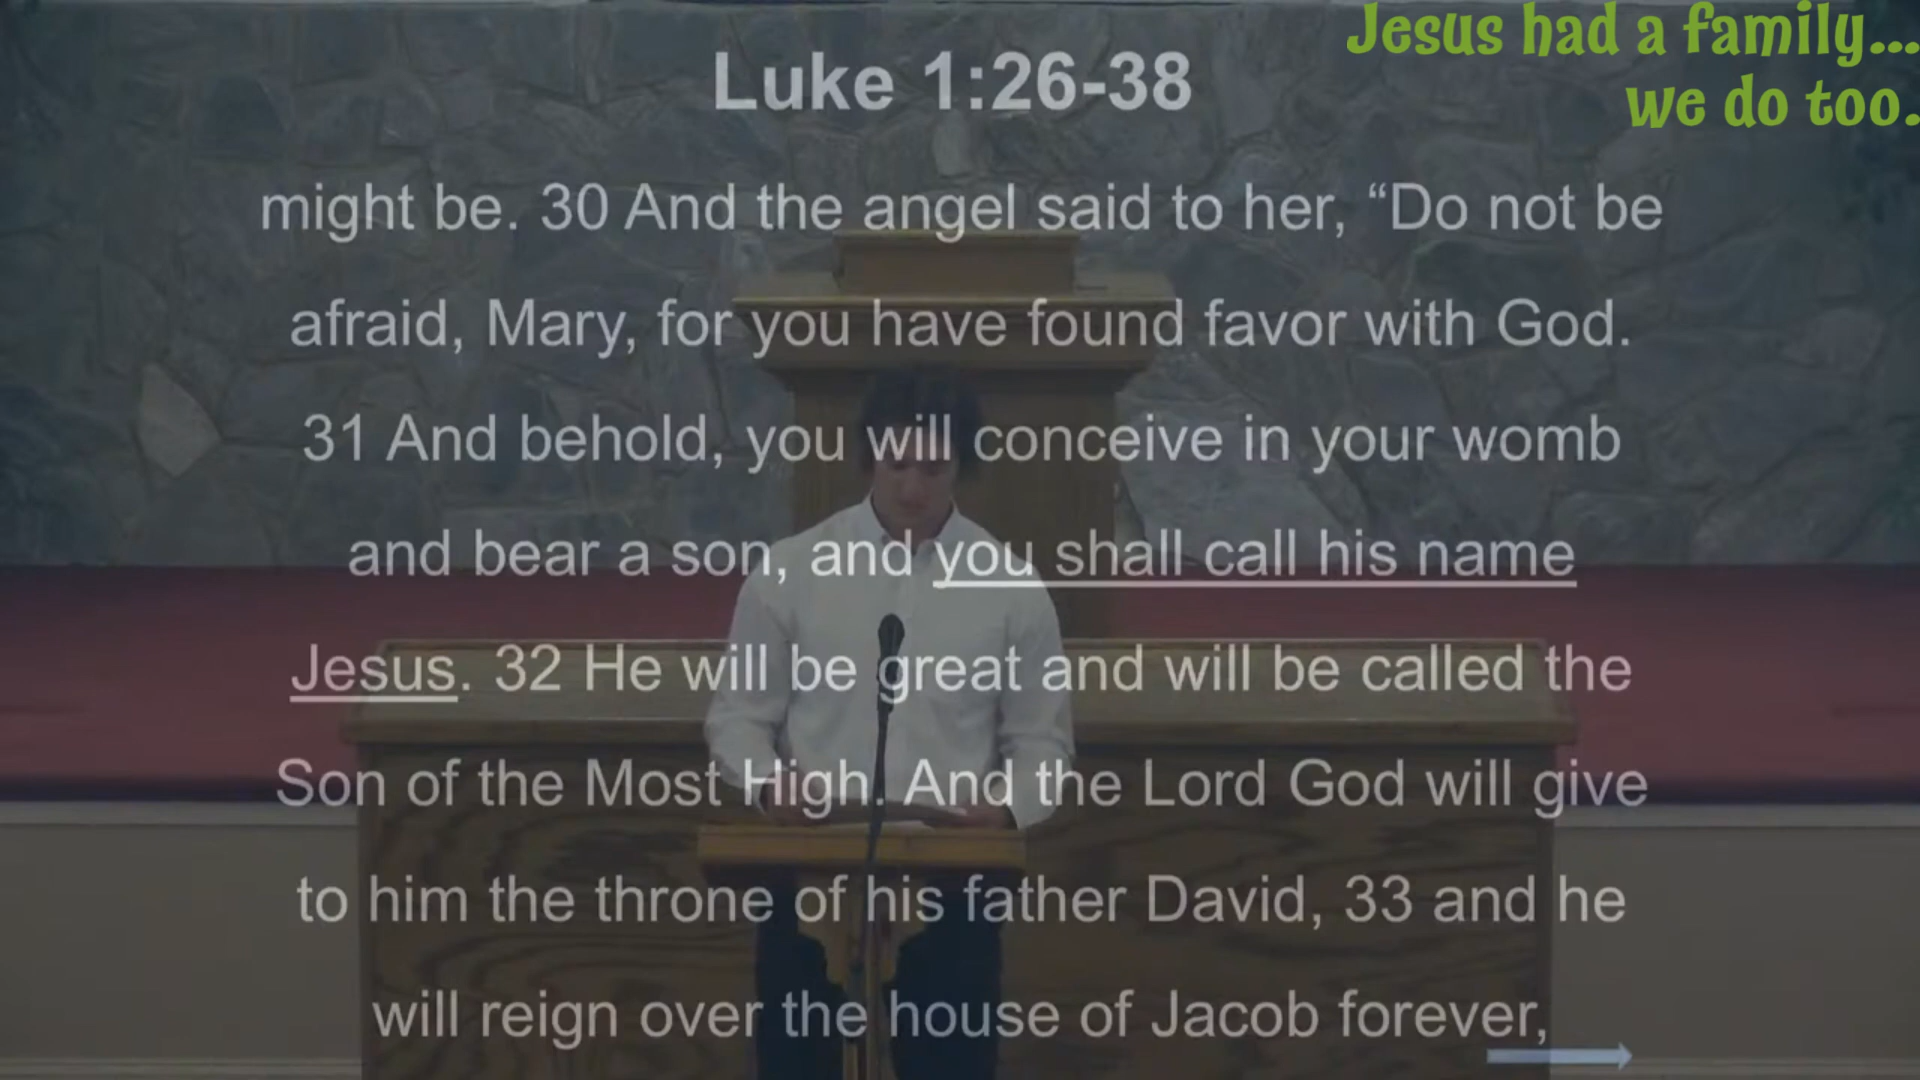 Jesus had a family...
we do too.
Luke 1:26-38
might be. 30 And the angel said to her, “Do not be
afraid, Mary, for you have found favor with God.
31 And behold, you will conceive in your womb
and bear a son, and you shall call his name
Jesus. 32 He will be great and will be called the
Son of the Most High. And the Lord God will give
to him the throne of his father David, 33 and he
will reign over the house of Jacob forever,